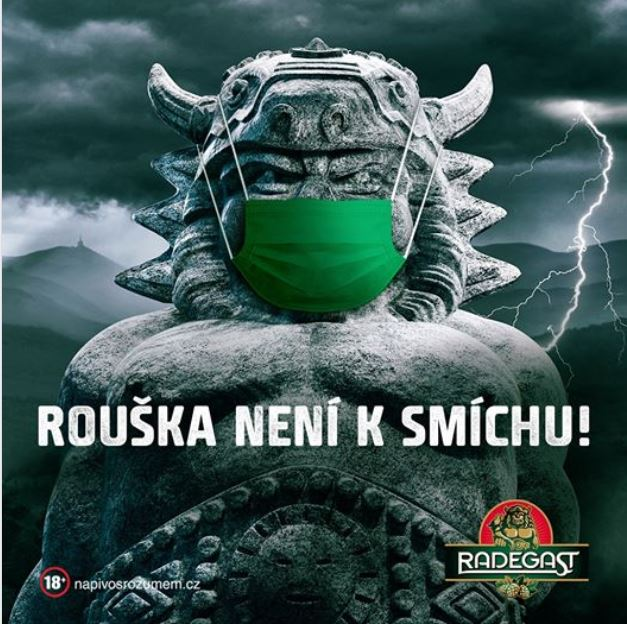 ROUŠKA NENÍ K SMÍCHU!
18+ napivosrozumem.cz
RADEGAST